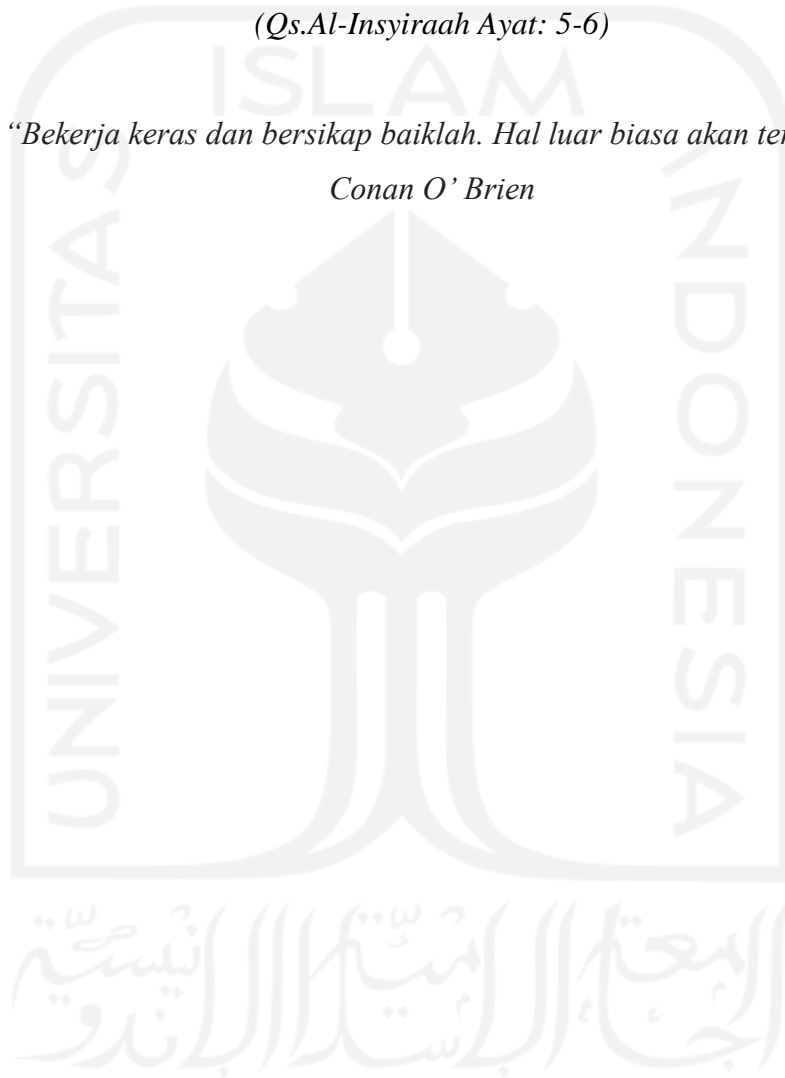 (Qs.Al-Insyiraah Ayat: 5-6)
“Bekerja keras dan bersikap baiklah. Hal luar biasa akan
Conan O’ Brien
ISLAM
UNIVERSITAS
INDONESIA